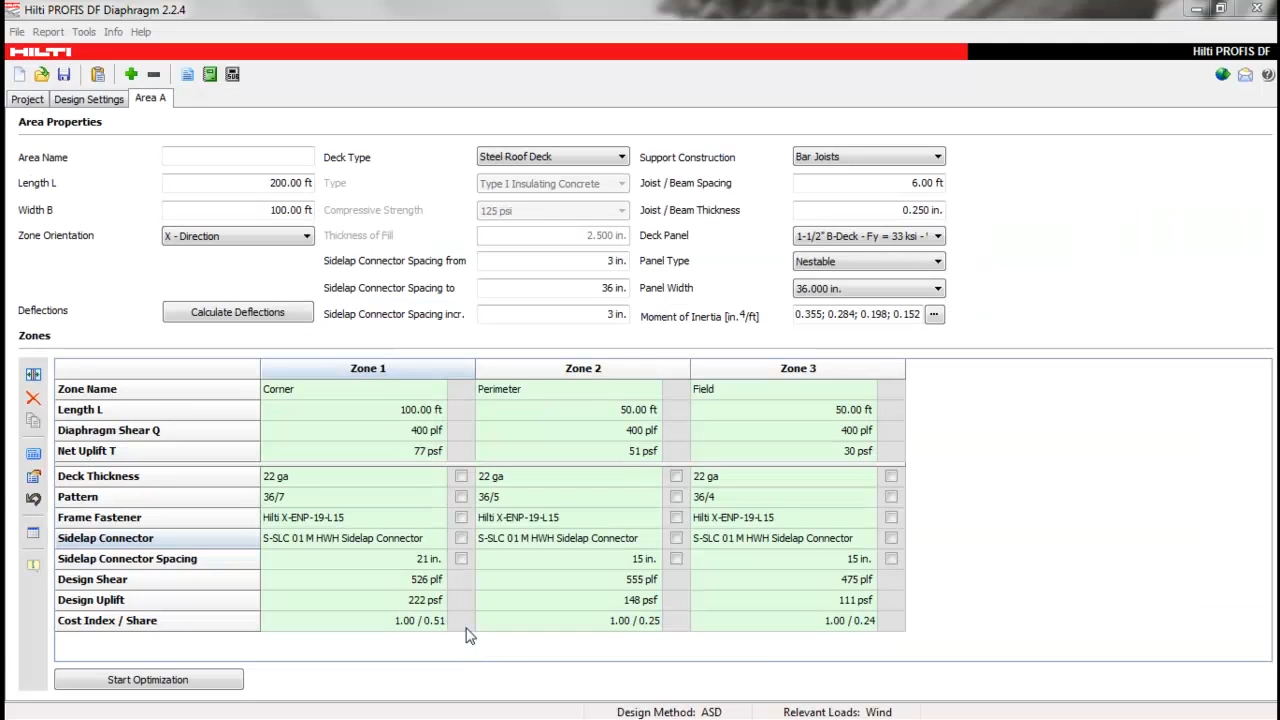 Hilti PROFIS DF Diaphragm 2.2.4
File Report Tools Info Help
HILTI Hilti PROFIS DF
Project Design Settings Area A
Area Properties
Area Name Deck Type Steel Roof Deck Support Construction Bar Joists
Length L 200.00 ft Type Type I Insulating Concrete Joist / Beam Spacing 6.00 ft
Width B 100.00 ft Compressive Strength 125 psi Joist / Beam Thickness 0.250 in.
Zone Orientation X - Direction Thickness of Fill 2.500 in. Deck Panel 1-1/2" B-Deck - Fy = 33 ksi -
Sidelap Connector Spacing from 3 in. Panel Type Nestable
Sidelap Connector Spacing to 36 in. Panel Width 36.000 in.
Deflections Calculate Deflections Sidelap Connector Spacing incr. 3 in. Moment of Inertia [in.4/ft] 0.355; 0.284; 0.198; 0.152 ...
Zones
Zone 1 Zone 2 Zone 3
Zone Name Corner Perimeter Field
Length L 100.00 ft 50.00 ft 50.00 ft
Diaphragm Shear Q 400 plf 400 plf 400 plf
Net Uplift T 77 psf 51 psf 30 psf
Deck Thickness 22 ga 22 ga 22 ga
Pattern 36/7 36/5 36/4
Frame Fastener Hilti X-ENP-19-L15 Hilti X-ENP-19-L15 Hilti X-ENP-19-L15
Sidelap Connector S-SLC 01 M HWH Sidelap Connector S-SLC 01 M HWH Sidelap Connector S-SLC 01 M HWH Sidelap Connector
Sidelap Connector Spacing 21 in. 15 in. 15 in.
Design Shear 526 plf 555 plf 475 plf
Design Uplift 222 psf 148 psf 111 psf
Cost Index / Share 1.00 / 0.51 1.00 / 0.25 1.00 / 0.24
Start Optimization
Design Method: ASD Relevant Loads: Wind